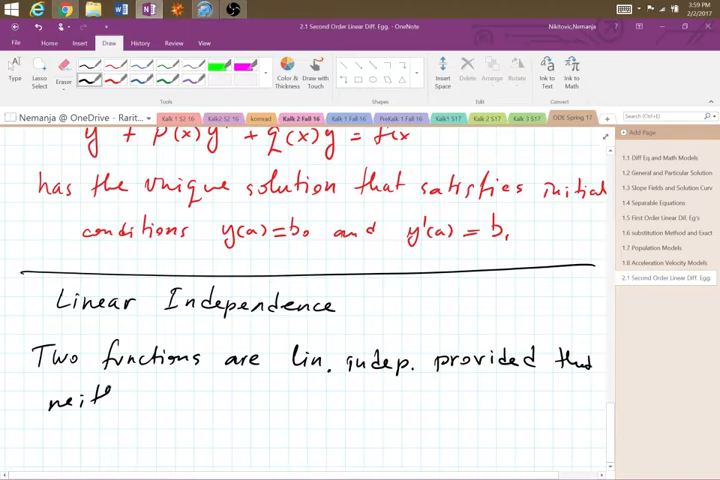 3:59 PM
2/2/2017
2.1 Second Order Linear Diff. Egg. - OneNote
Nikitovic, Nemanja
File Home Insert Draw History Review View
Type
Lasso Select
Eraser
Color & Thickness
Draw with Touch
Insert Space
Delete
Arrange
Rotate
Ink to Text
Ink to Math
Tools
Shapes
Edit
Convert
Nemanja @ OneDrive - Rarit...
Kalk 1 S2 16 Kalk2 S2 16 konrad Kalk 2 Fall 16 Kalk 1 Fall 16 PreKalk 1 Fall 16 Kalk1 S17 Kalk 2 S17 Kalk 3 S17 ODE Spring 17
Search (Ctrl+E)
y" + p(x)y' + q(x)y = f(x
has the unique solution that satisfies initial
conditions y(a)=b₀ and y'(a) = b₁
Linear Independence
Two functions are lin. indep. provided that
neith
Add Page
1.1 Diff Eq and Math Models
1.2 General and Particular Solution
1.3 Slope Fields and Solution Curv
1.4 Separable Equations
1.5 First Order Linear Dif. Eg's
1.6 substitution Method and Exact
1.7 Population Models
1.8 Acceleration Velocity Models
2.1 Second Order Linear Diff. Egg.